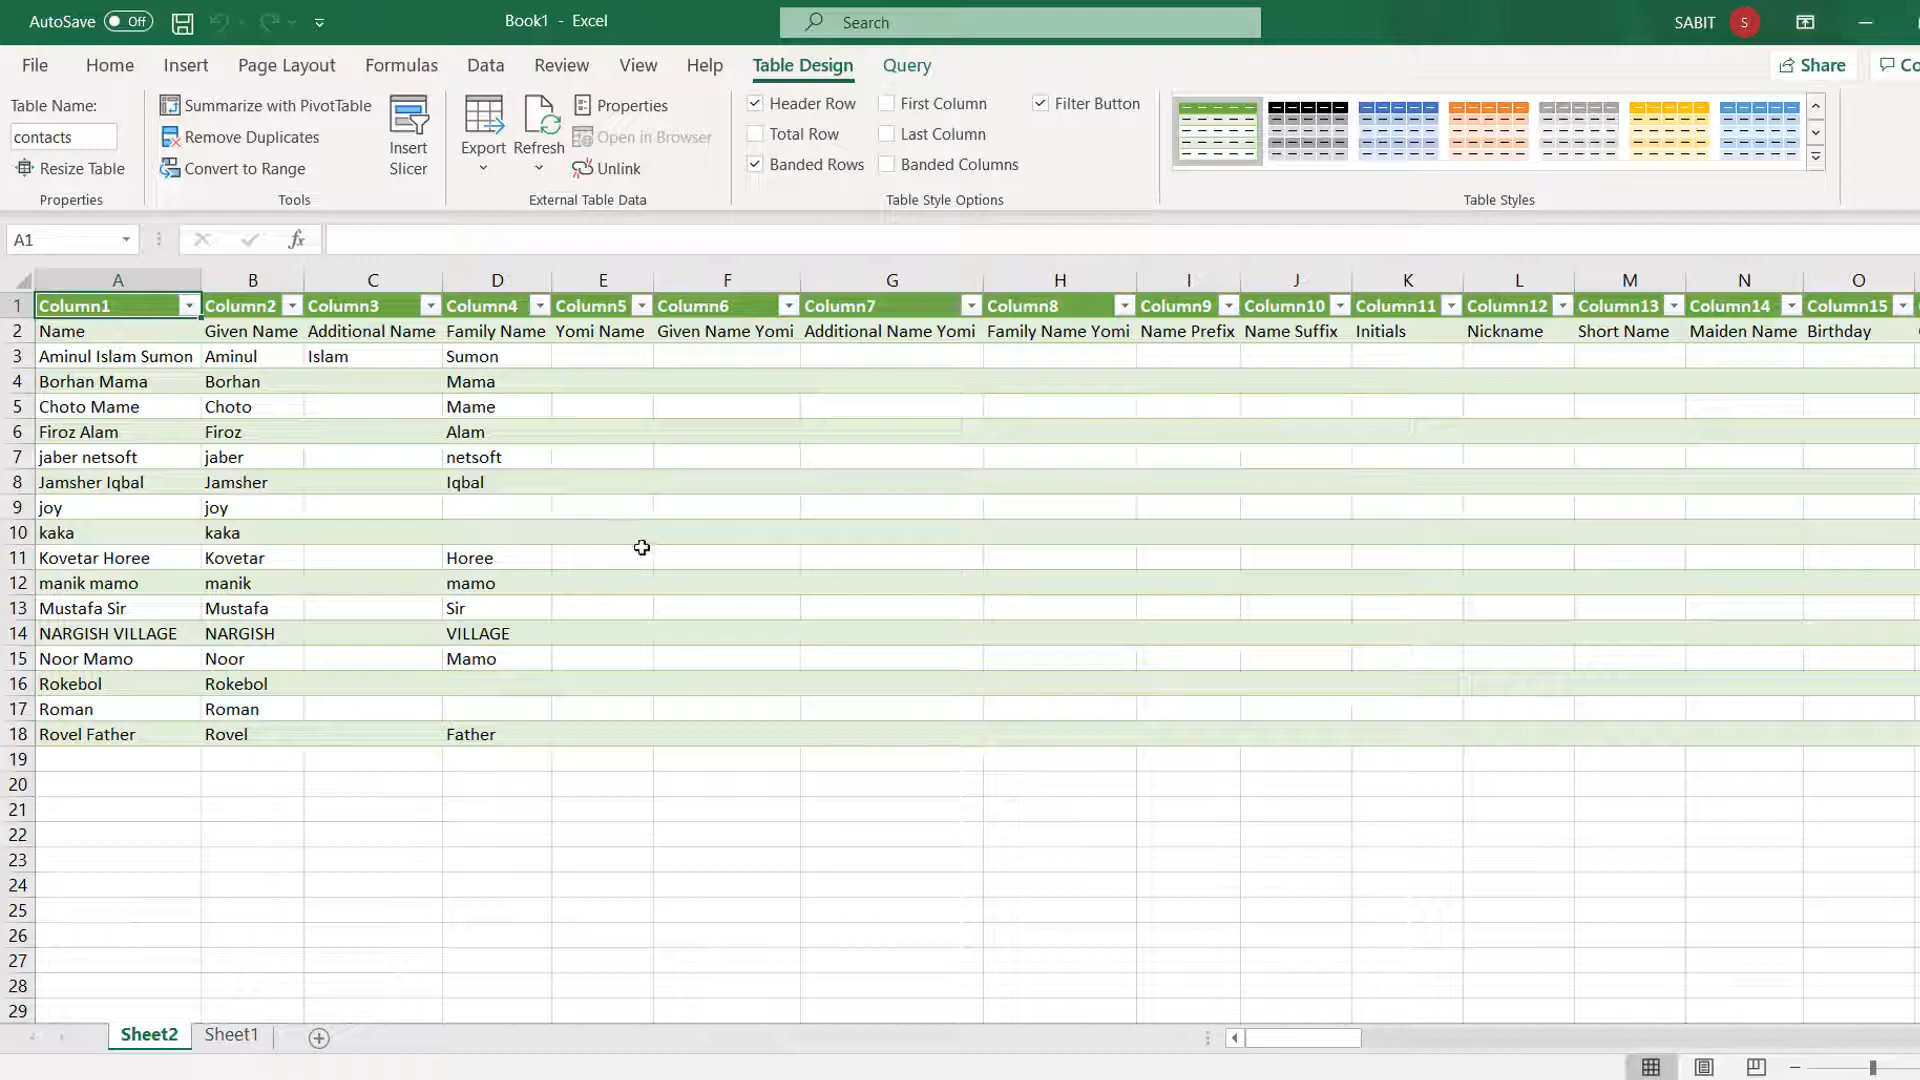 AutoSave Off Book1 - Excel Search SABIT S
File Home Insert Page Layout Formulas Data Review View Help Table Design Query Share Co
Table Name:
contacts
Resize Table
Properties
Summarize with PivotTable
Remove Duplicates
Convert to Range
Tools
Insert
Slicer
Export
Refresh
Properties
Open in Browser
Unlink
External Table Data
Header Row First Column Filter Button
Total Row Last Column
Banded Rows Banded Columns
Table Style Options
Table Styles
A1 fx
A B C D E F G H I J K L M N O
1 Column1 Column2 Column3 Column4 Column5 Column6 Column7 Column8 Column9 Column10 Column11 Column12 Column13 Column14 Column15
2 Name Given Name Additional Name Family Name Yomi Name Given Name Yomi Additional Name Yomi Family Name Yomi Name Prefix Name Suffix Initials Nickname Short Name Maiden Name Birthday
3 Aminul Islam Sumon Aminul Islam Sumon
4 Borhan Mama Borhan Mama
5 Choto Mame Choto Mame
6 Firoz Alam Firoz Alam
7 jaber netsoft jaber netsoft
8 Jamsher Iqbal Jamsher Iqbal
9 joy joy
10 kaka kaka
11 Kovetar Horee Kovetar Horee
12 manik mamo manik mamo
13 Mustafa Sir Mustafa Sir
14 NARGISH VILLAGE NARGISH VILLAGE
15 Noor Mamo Noor Mamo
16 Rokebol Rokebol
17 Roman Roman
18 Rovel Father Rovel Father
19
20
21
22
23
24
25
26
27
28
29
Sheet2 Sheet1